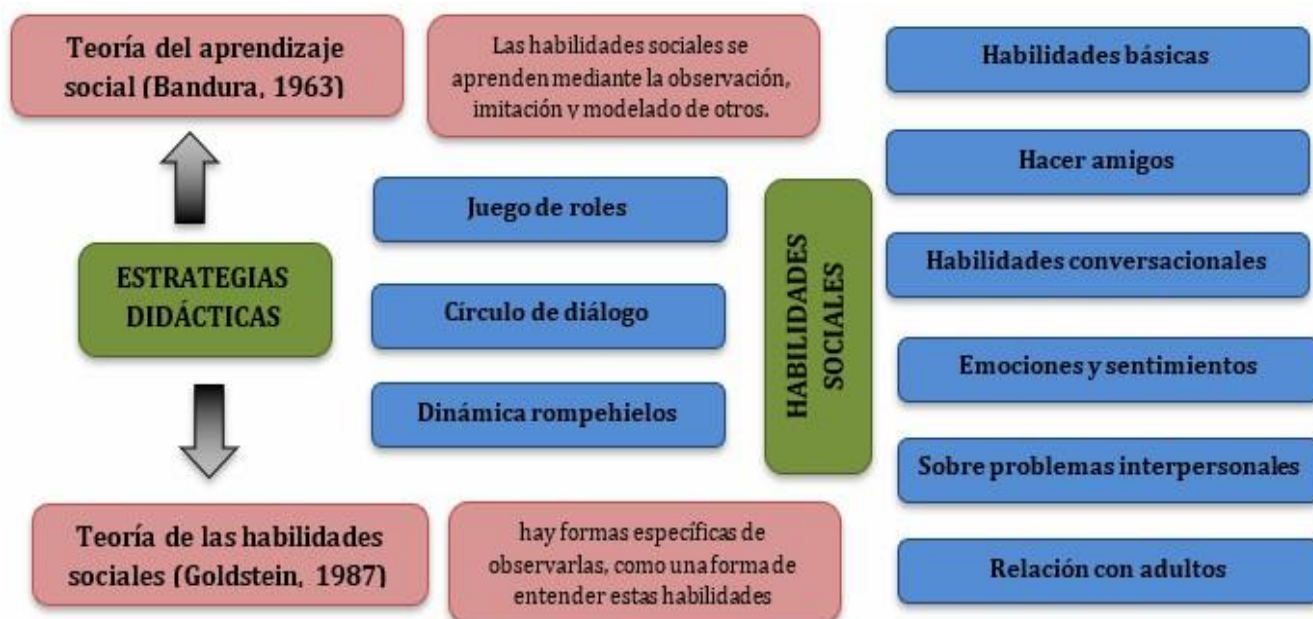 Teoría del aprendizaje
social (Bandura, 1963)
Las habilidades sociales se
aprenden mediante la observación,
imitación y modelado de otros.
ESTRATEGIAS
DIDÁCTICAS
Juego de roles
Círculo de diálogo
Dinámica rompehielos
HABILIDADES
SOCIALES
Habilidades básicas
Hacer amigos
Habilidades conversacionales
Emociones y sentimientos
Sobre problemas interpersonales
Relación con adultos
Teoría de las habilidades
sociales (Goldstein, 1987)
hay formas específicas de
observarlas, como una forma de
entender estas habilidades